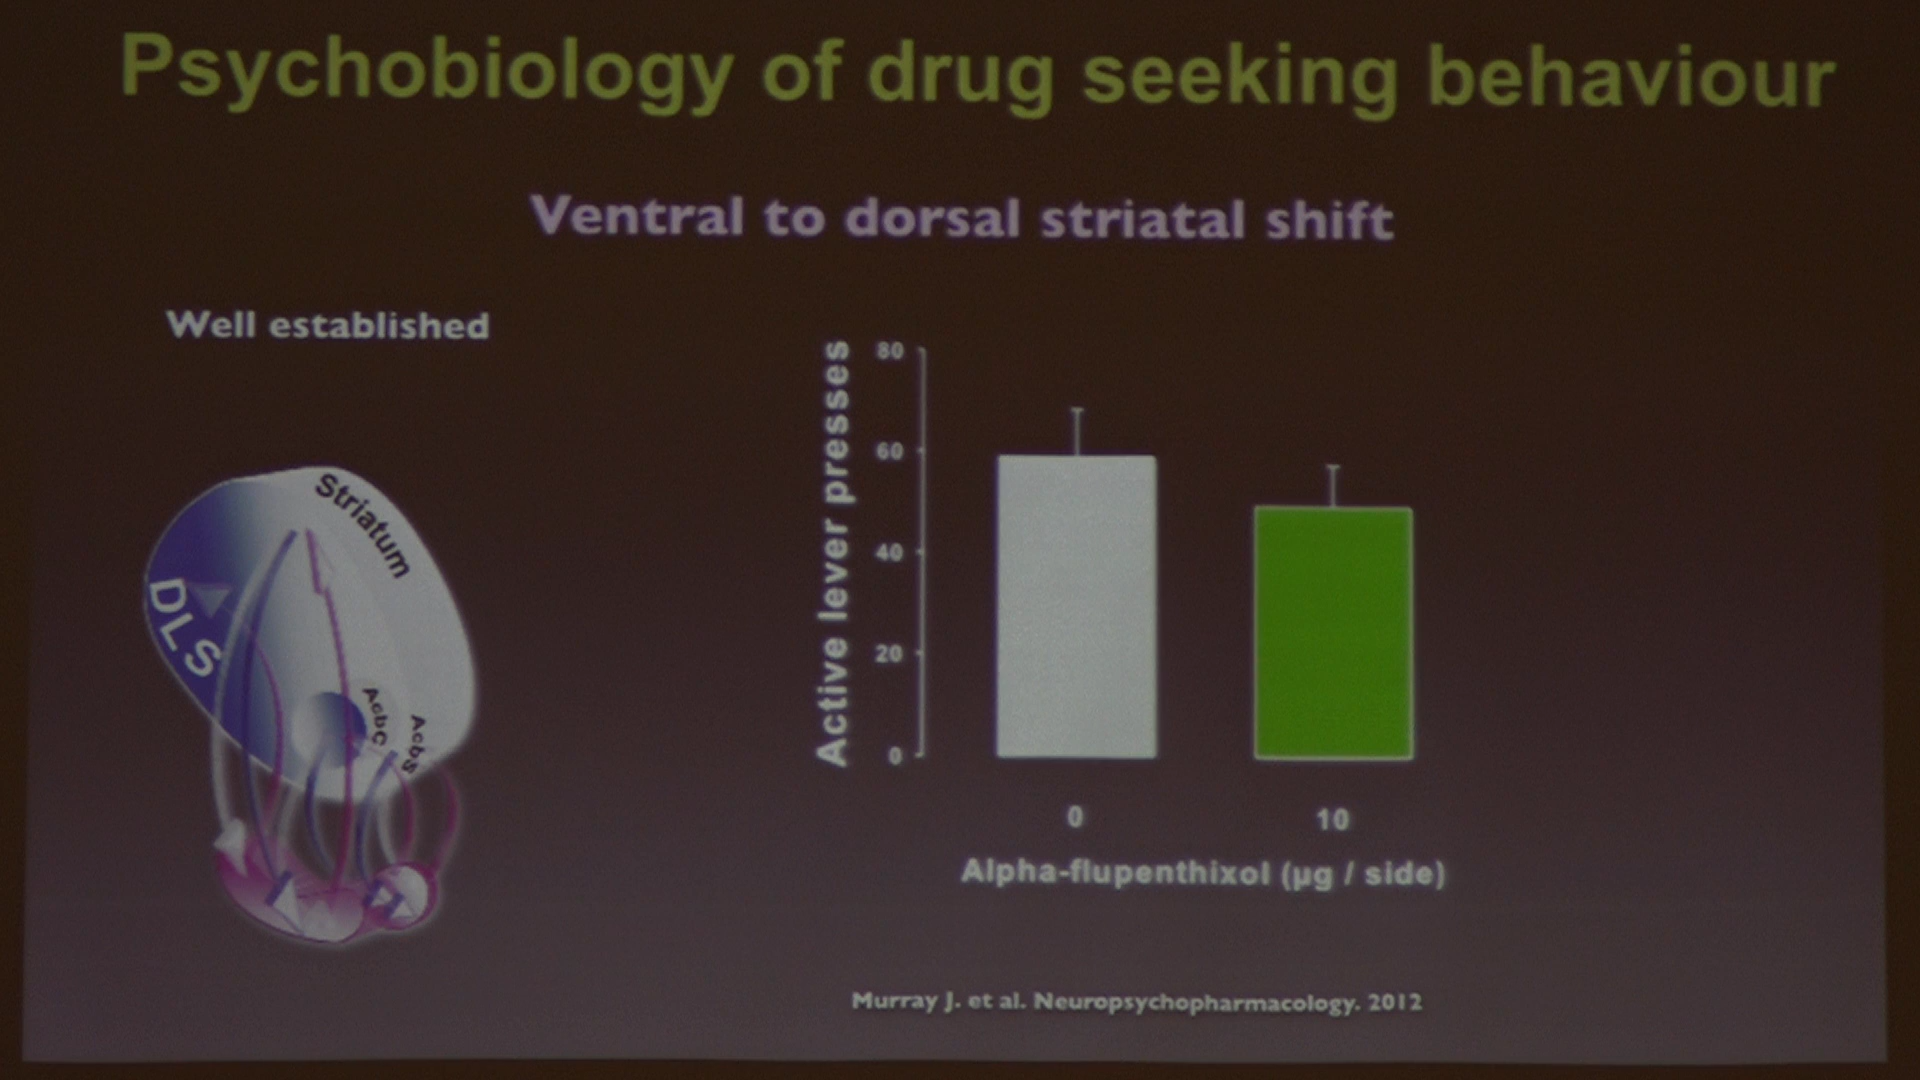 Psychobiology of drug seeking behaviour
Ventral to dorsal striatal shift
Well established
Striatum
DLS
AcbC
AcbS
Active lever presses
80
60
40
20
0
0
10
Alpha-flupenthixol (µg / side)
Murray J. et al. Neuropsychopharmacology. 2012